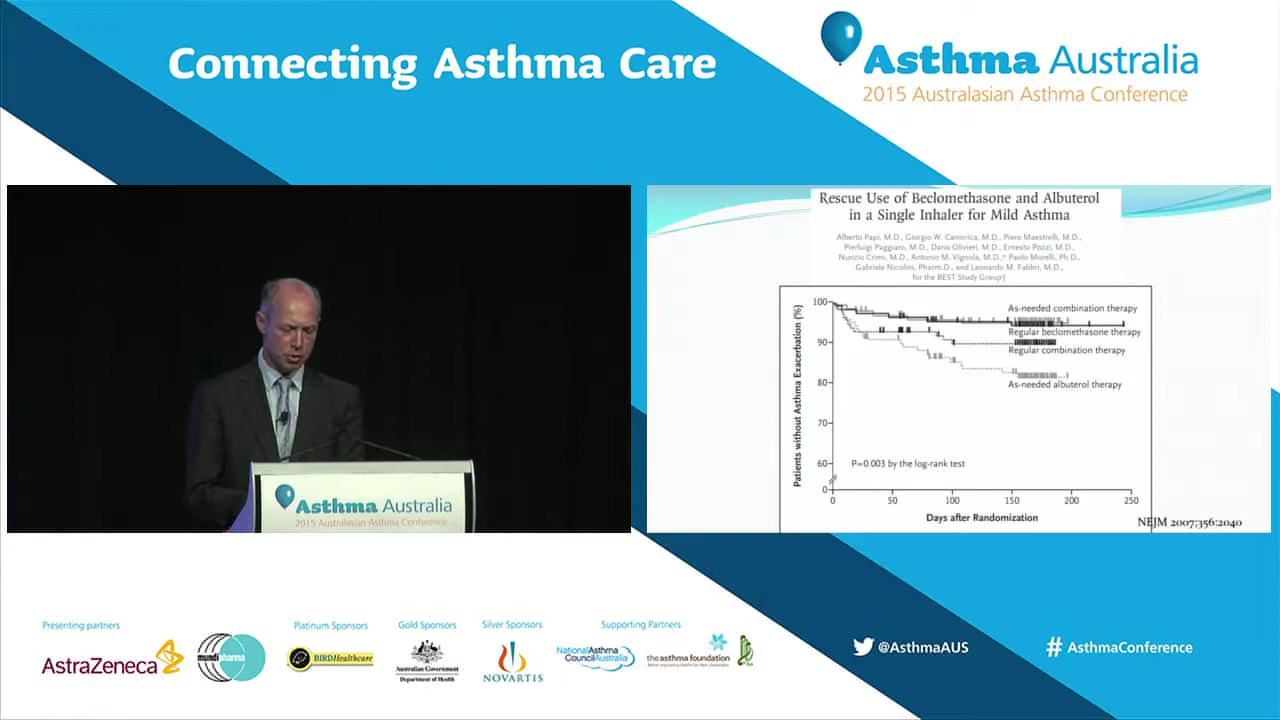 Connecting Asthma Care
Asthma Australia
2015 Australasian Asthma Conference
Rescue Use of Beclomethasone and Albuterol
in a Single Inhaler for Mild Asthma
Alberto Papi, M.D., Giorgio W. Canonica, M.D., Piero Maestrelli, M.D.,
Pierluigi Paggiaro, M.D., Dario Olivieri, M.D., Ernesto Pozzi, M.D.,
Nunzio Crimi, M.D., Antonio M. Vignola, M.D.,* Paolo Morelli, Ph.D.,
Gabriele Nicolini, Pharm.D., and Leonardo M. Fabbri, M.D.,
for the BEST Study Group†
Patients without Asthma Exacerbation (%)
100
90
80
70
60
0
As-needed combination therapy
Regular beclomethasone therapy
Regular combination therapy
As-needed albuterol therapy
P=0.003 by the log-rank test
0 50 100 150 200 250
Days after Randomization
NEJM 2007;356:2040
Asthma Australia
2015 Australasian Asthma Conference
Presenting partners
Platinum Sponsors
Gold Sponsors
Silver Sponsors
Supporting Partners
AstraZeneca
mundipharma
BIRDHealthcare
Australian Government
Department of Health
NOVARTIS
National Asthma
Council Australia
the asthma foundation
@AsthmaAUS
# AsthmaConference